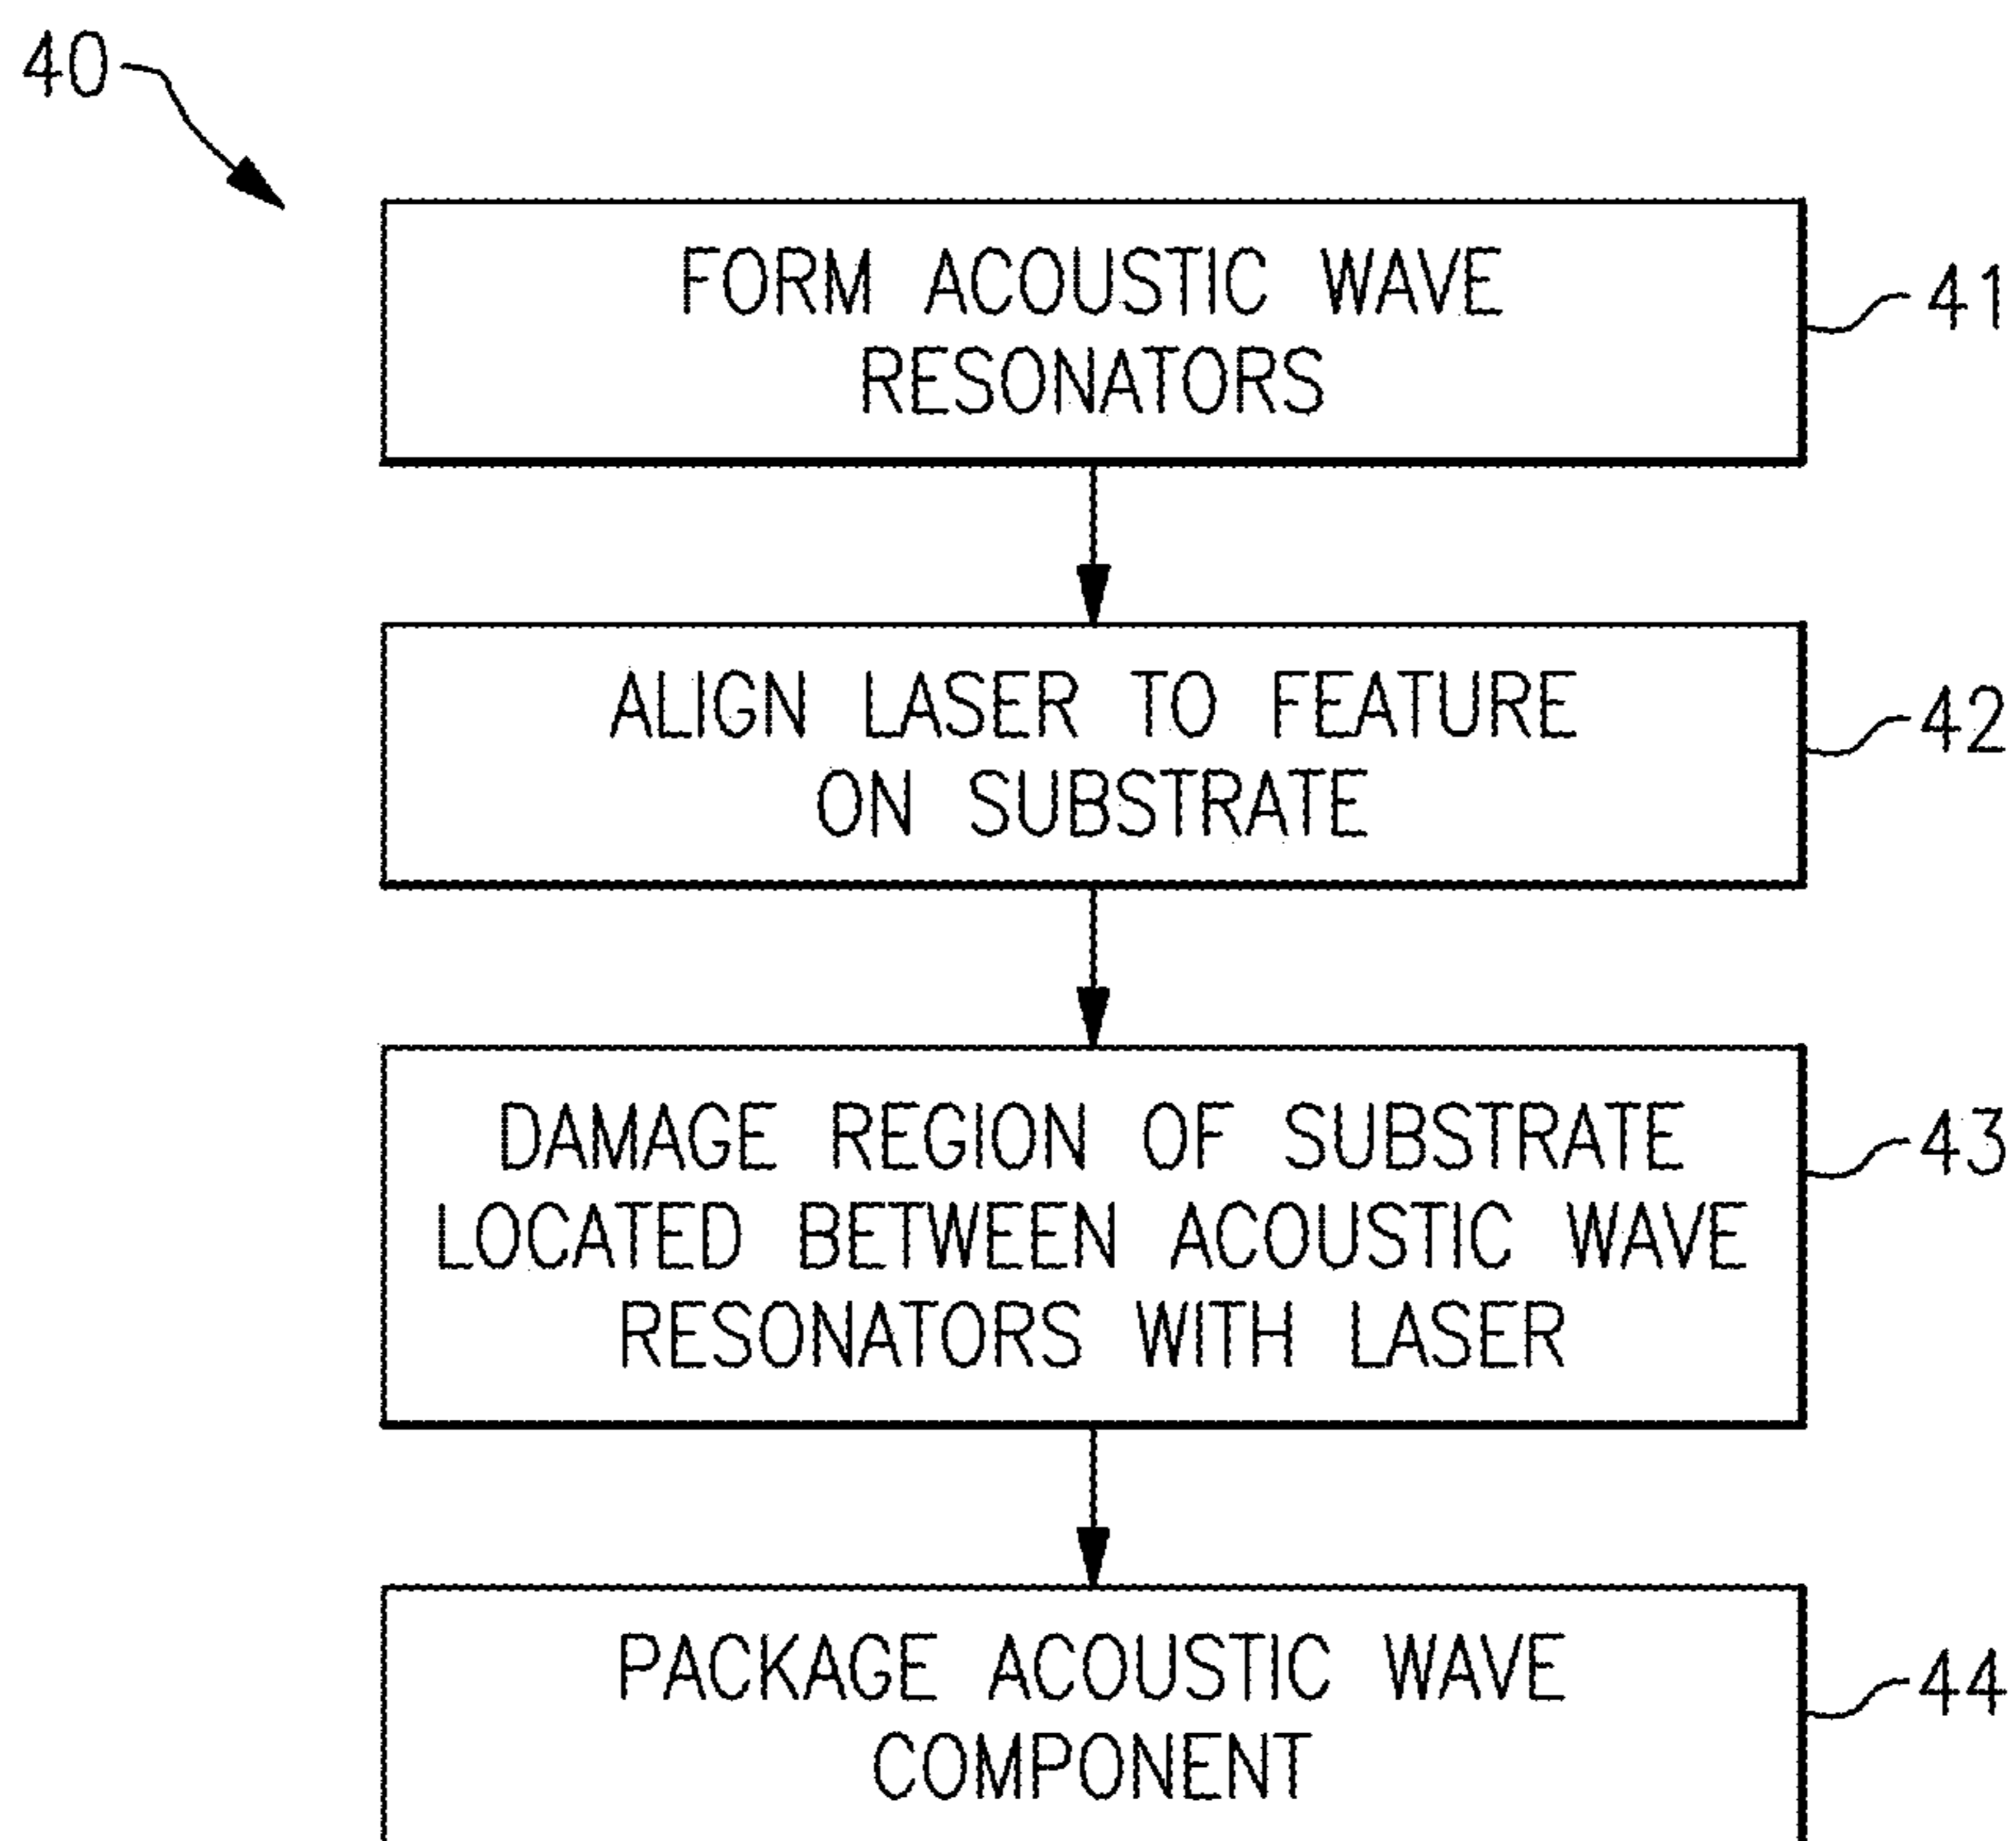 40
FORM ACOUSTIC WAVE
RESONATORS
41
ALIGN LASER TO FEATURE
ON SUBSTRATE
42
DAMAGE REGION OF SUBSTRATE
LOCATED BETWEEN ACOUSTIC WAVE
RESONATORS WITH LASER
43
PACKAGE ACOUSTIC WAVE
COMPONENT
44